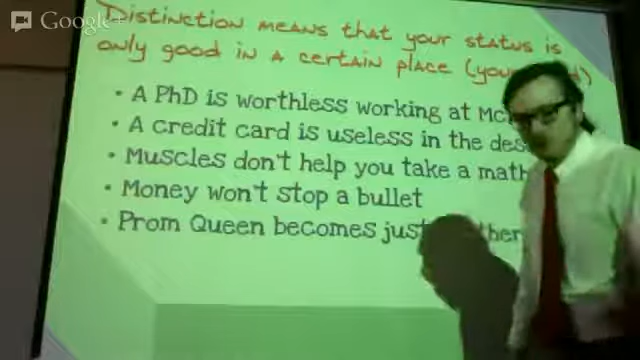 Google+
Distinction means that your status is
only good in a certain place (you
• A PhD is worthless working at Mc
• A credit card is useless in the des
• Muscles don't help you take a math
• Money won't stop a bullet
• Prom Queen becomes just ther